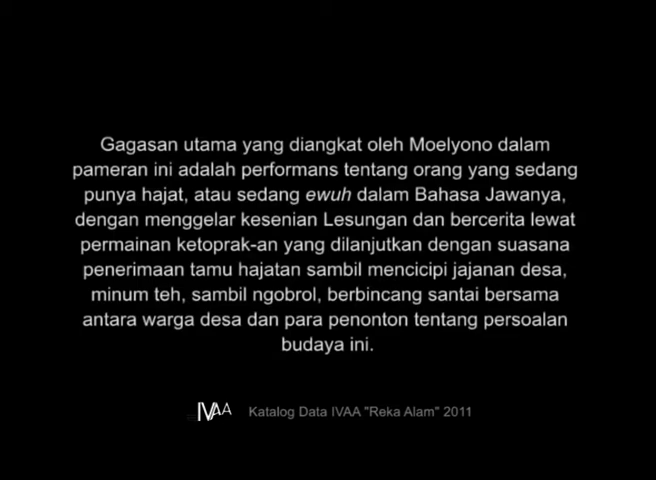 Gagasan utama yang diangkat oleh Moelyono dalam
pameran ini adalah performans tentang orang yang sedang
punya hajat, atau sedang ewuh dalam Bahasa Jawanya,
dengan menggelar kesenian Lesungan dan bercerita lewat
permainan ketoprak-an yang dilanjutkan dengan suasana
penerimaan tamu hajatan sambil mencicipi jajanan desa,
minum teh, sambil ngobrol, berbincang santai bersama
antara warga desa dan para penonton tentang persoalan
budaya ini.
IVAA Katalog Data IVAA "Reka Alam" 2011